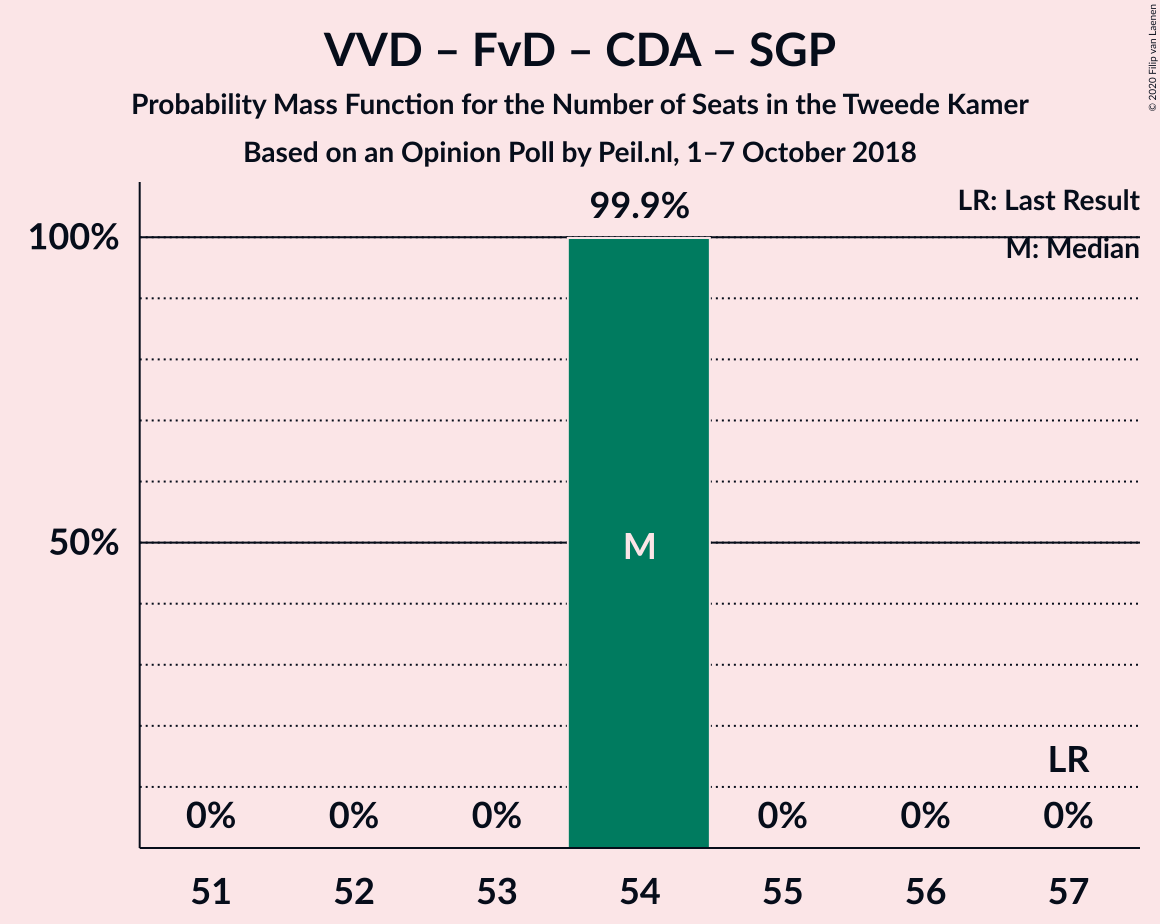 VVD – FvD – CDA – SGP
Probability Mass Function for the Number of Seats in the Tweede Kamer
Based on an Opinion Poll by Peil.nl, 1–7 October 2018
© 2020 Filip van Laenen
LR: Last Result
M: Median
99.9%
100%
50%
M
LR
0% 0% 0% 0% 0% 0%
51 52 53 54 55 56 57